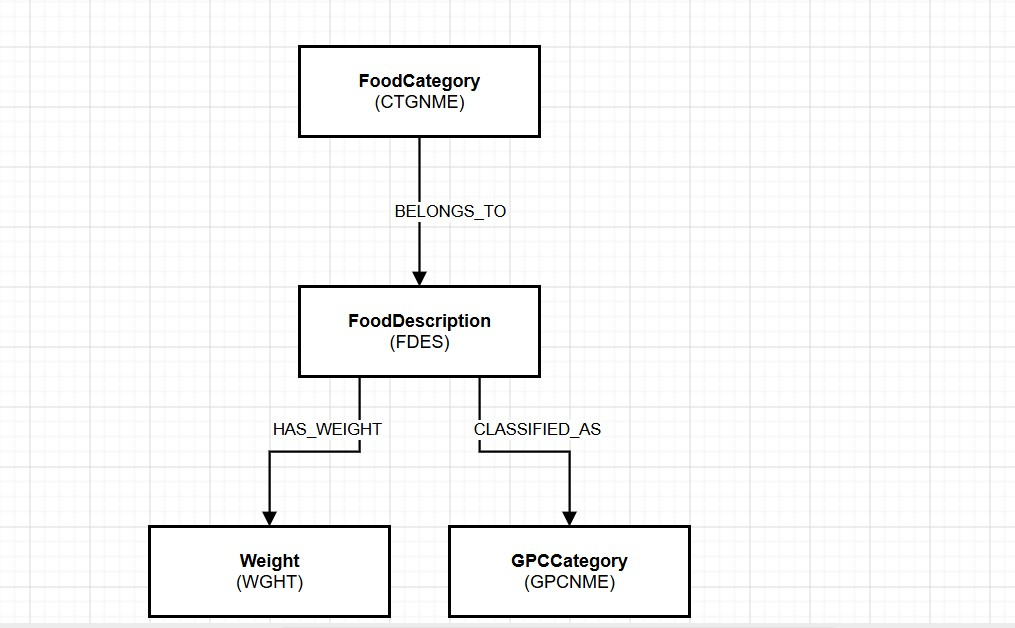 FoodCategory
(CTGNME)
BELONGS_TO
FoodDescription
(FDES)
HAS_WEIGHT
CLASSIFIED_AS
Weight
(WGHT)
GPCCategory
(GPCNME)